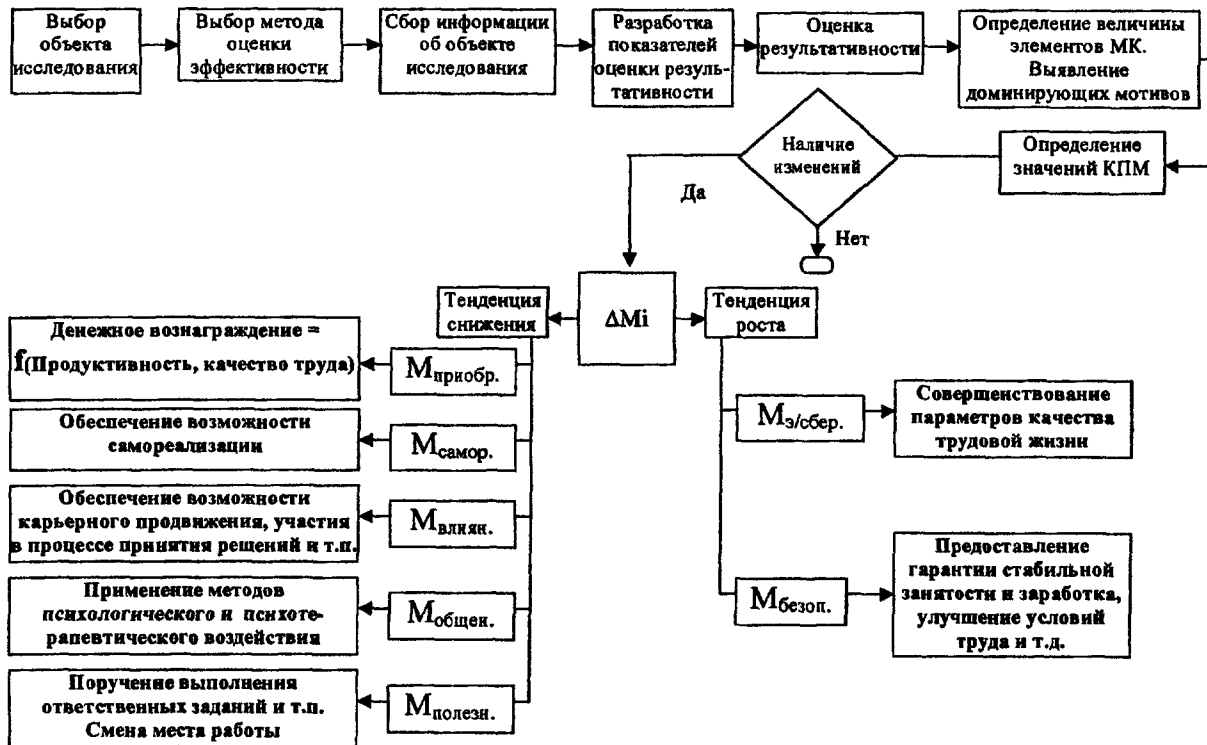 Выбор
объекта
исследования
Выбор метода
оценки
эффективности
Сбор информации
об объекте
исследования
Разработка
показателей
оценки резуль-
тативности
Оценка
результативности
Определение величины
элементов МК.
Выявление
доминирующих мотивов
Наличие
изменений
Определение
значений КПМ
Да
Нет
Тенденция
снижения
ΔMi
Тенденция
роста
Денежное вознаграждение =
f(Продуктивность, качество труда)
Мприобр.
Обеспечение возможности
самореализации
Мсамор.
Обеспечение возможности
карьерного продвижения, участия
в процессе принятия решений и т.п.
Мвлиян.
Применение методов
психологического и психоте-
рапевтического воздействия
Мобщен.
Поручение выполнения
ответственных заданий и т.п.
Смена места работы
Мполезн.
Мэ/сбер.
Совершенствование
параметров качества
трудовой жизни
Мбезоп.
Предоставление
гарантии стабильной
занятости и заработка,
улучшение условий
труда и т.д.